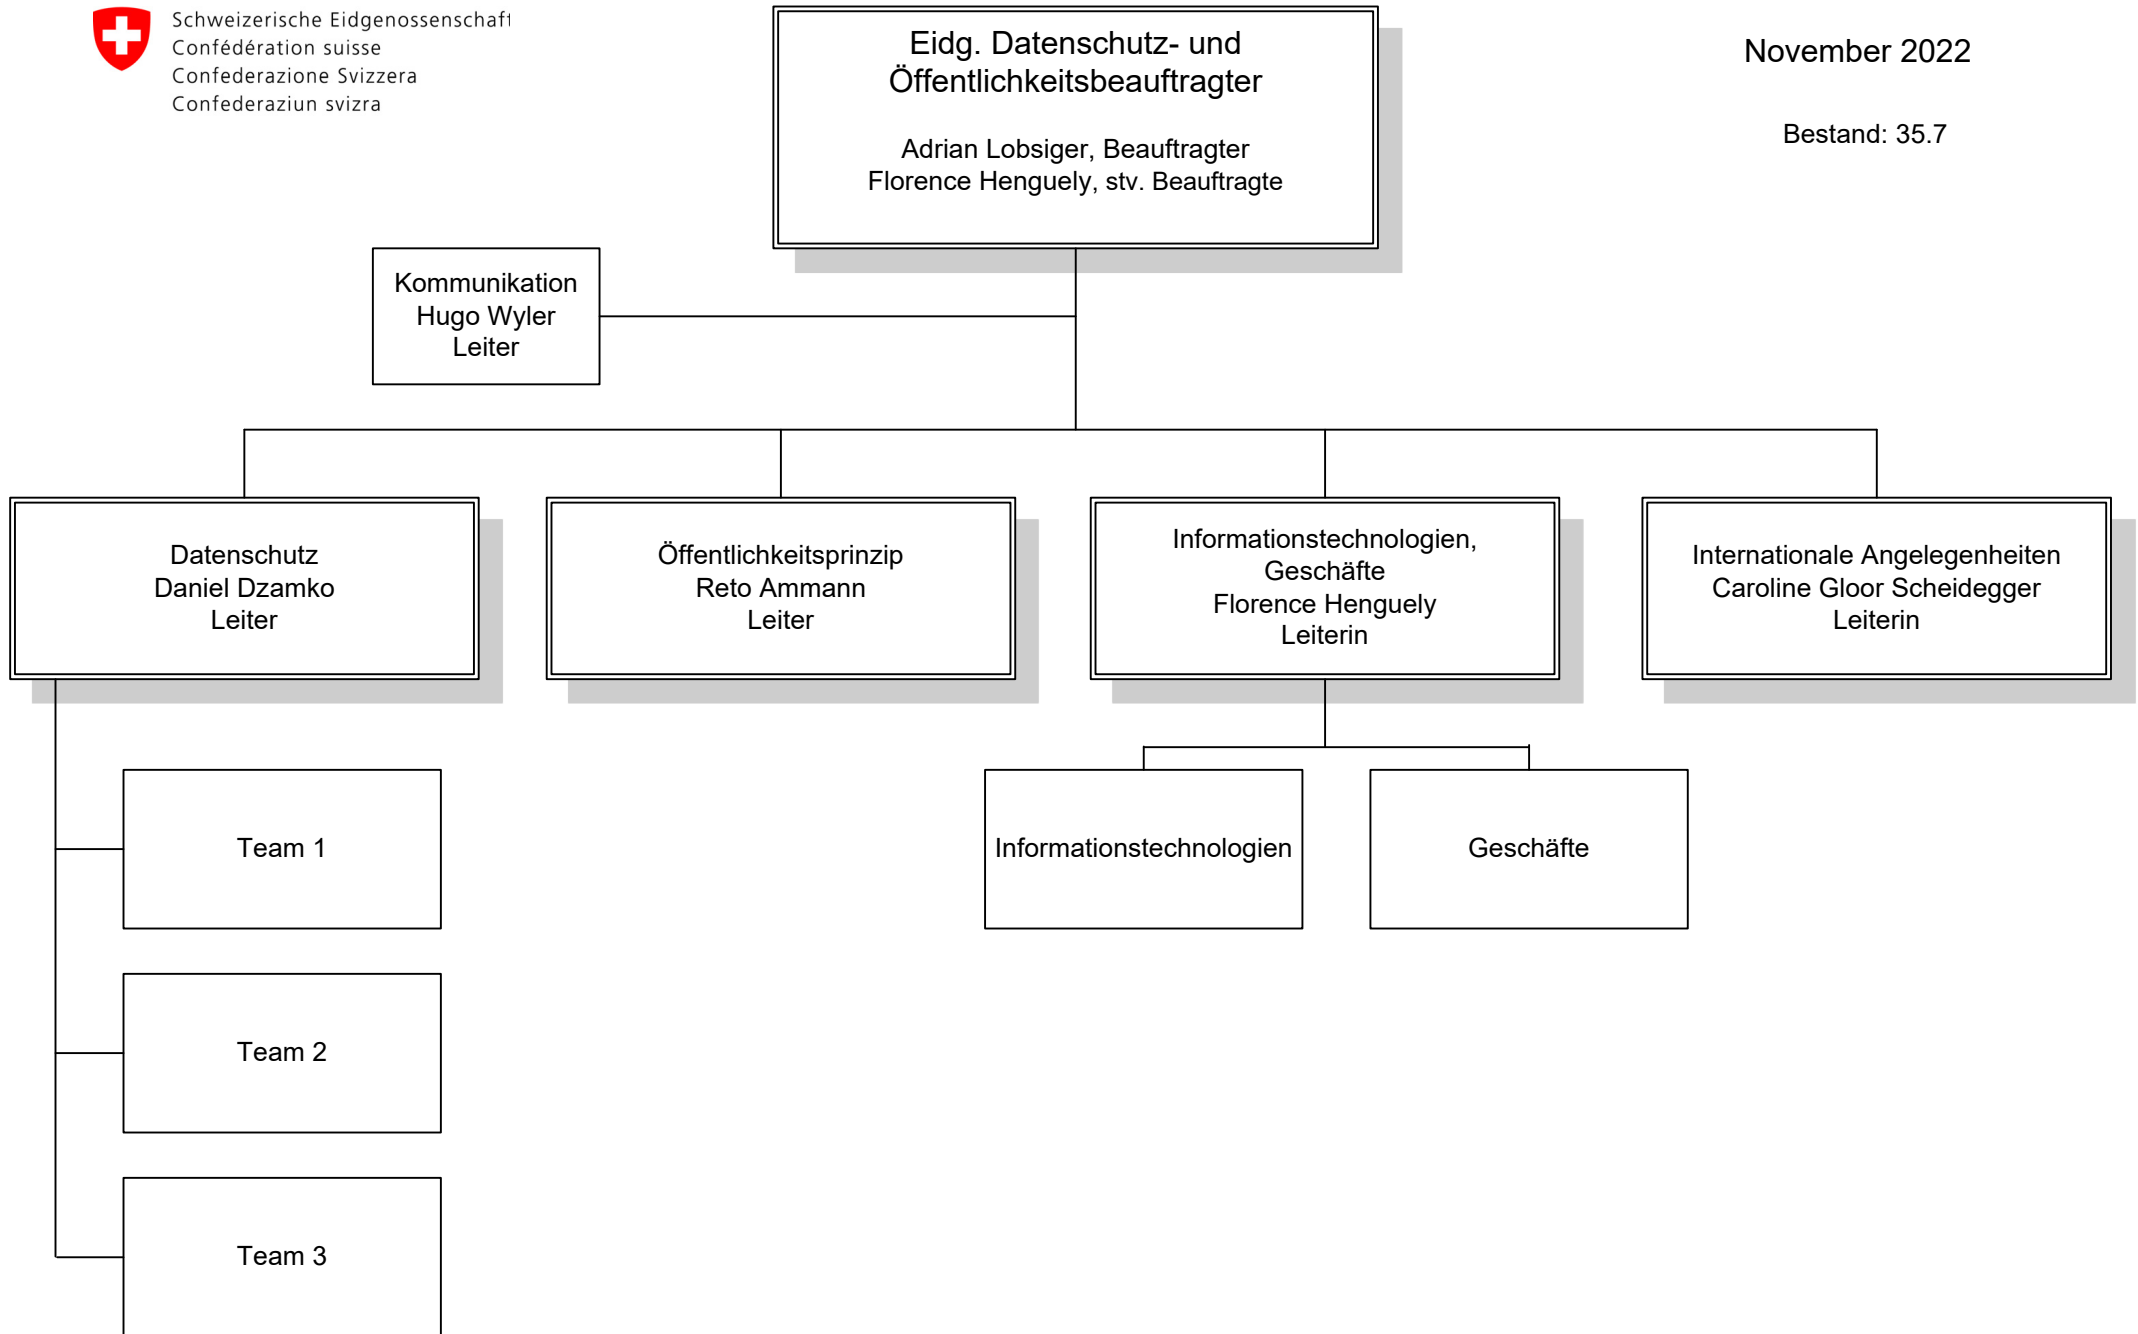 Schweizerische Eidgenossenschaft
Confédération suisse
Confederazione Svizzera
Confederaziun svizra
Eidg. Datenschutz- und
Öffentlichkeitsbeauftragter
Adrian Lobsiger, Beauftragter
Florence Henguely, stv. Beauftragte
November 2022
Bestand: 35.7
Kommunikation
Hugo Wyler
Leiter
Datenschutz
Daniel Dzamko
Leiter
Öffentlichkeitsprinzip
Reto Ammann
Leiter
Informationstechnologien,
Geschäfte
Florence Henguely
Leiterin
Internationale Angelegenheiten
Caroline Gloor Scheidegger
Leiterin
Team 1
Informationstechnologien
Geschäfte
Team 2
Team 3